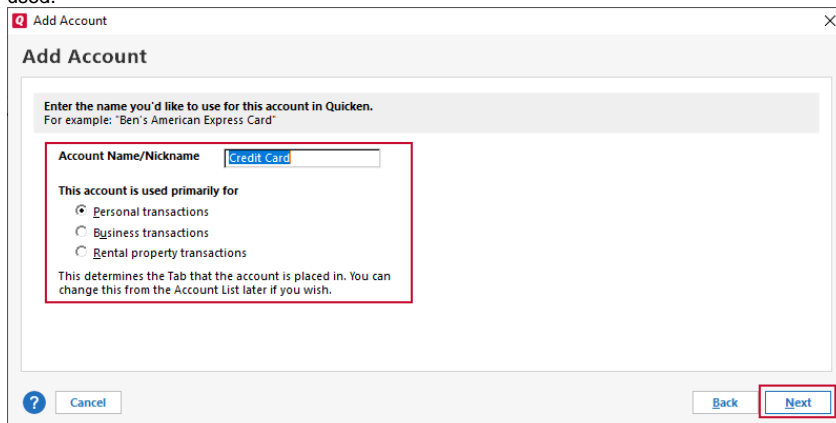 used.
Add Account
Add Account
Enter the name you'd like to use for this account in Quicken.
For example: "Ben's American Express Card"
Account Name/Nickname Credit Card
This account is used primarily for
Personal transactions
Business transactions
Rental property transactions
This determines the Tab that the account is placed in. You can
change this from the Account List later if you wish.
? Cancel Back Next